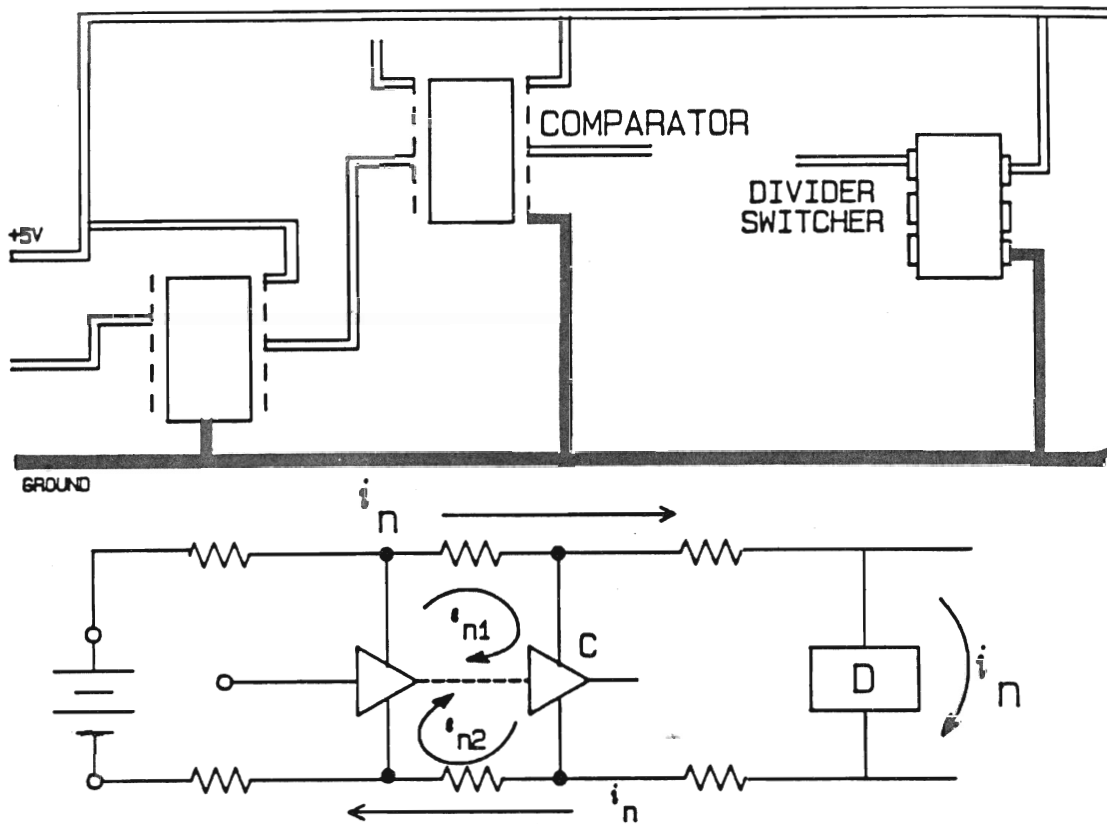 COMPARATOR
DIVIDER
SWITCHER
+5V
GROUND
i n
i n1
C
D
i n
i n2
i n